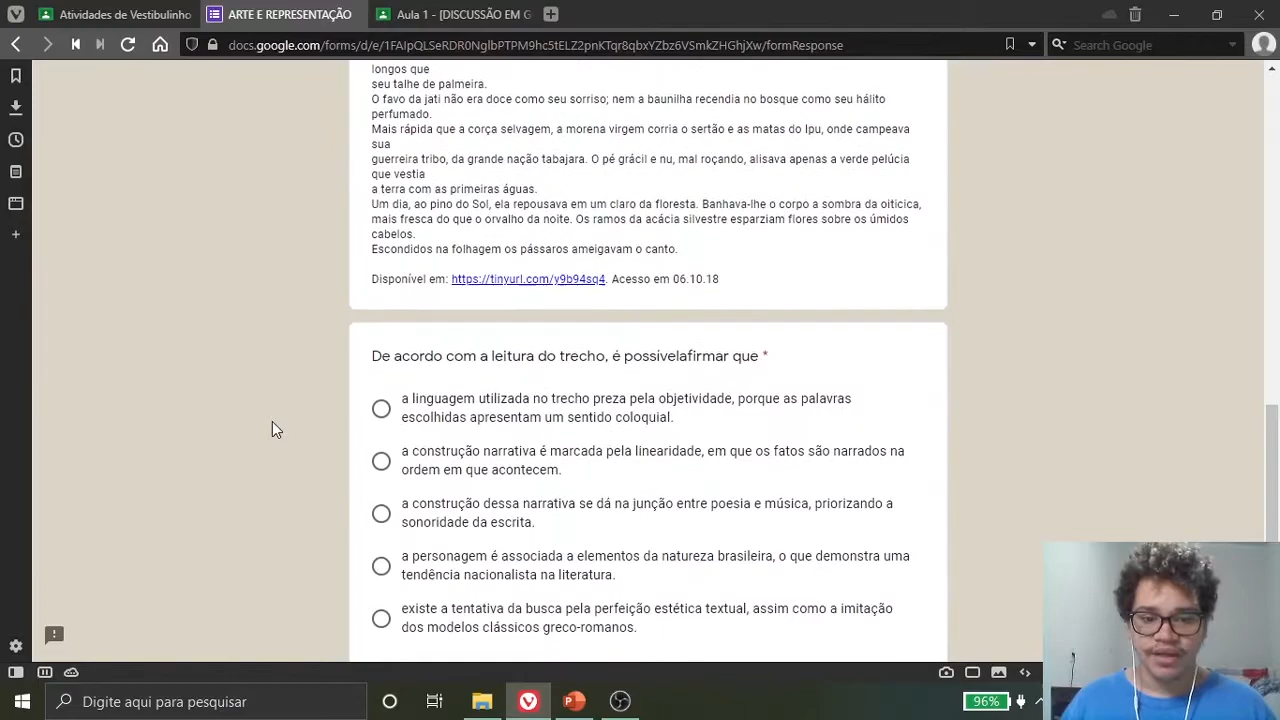 Atividades de Vestibulinho
ARTE E REPRESENTAÇÃO
Aula 1 - [DISCUSSÃO EM G
docs.google.com/forms/d/e/1FAIpQLSeRDR0NglbPTPM9hc5tELZ2pnKTqr8qbxYZbz6VSmkZHGhjXw/formResponse
Search Google
longos que
seu talhe de palmeira.
O favo da jati não era doce como seu sorriso; nem a baunilha recendia no bosque como seu hálito
perfumado.
Mais rápida que a corça selvagem, a morena virgem corria o sertão e as matas do Ipu, onde campeava
sua
guerreira tribo, da grande nação tabajara. O pé grácil e nu, mal roçando, alisava apenas a verde pelúcia
que vestia
a terra com as primeiras águas.
Um dia, ao pino do Sol, ela repousava em um claro da floresta. Banhava-lhe o corpo a sombra da oiticica,
mais fresca do que o orvalho da noite. Os ramos da acácia silvestre esparziam flores sobre os úmidos
cabelos.
Escondidos na folhagem os pássaros ameigavam o canto.
Disponível em: https://tinyurl.com/y9b94sq4. Acesso em 06.10.18
De acordo com a leitura do trecho, é possívelafirmar que *
a linguagem utilizada no trecho preza pela objetividade, porque as palavras
escolhidas apresentam um sentido coloquial.
a construção narrativa é marcada pela linearidade, em que os fatos são narrados na
ordem em que acontecem.
a construção dessa narrativa se dá na junção entre poesia e música, priorizando a
sonoridade da escrita.
a personagem é associada a elementos da natureza brasileira, o que demonstra uma
tendência nacionalista na literatura.
existe a tentativa da busca pela perfeição estética textual, assim como a imitação
dos modelos clássicos greco-romanos.
Digite aqui para pesquisar
96%